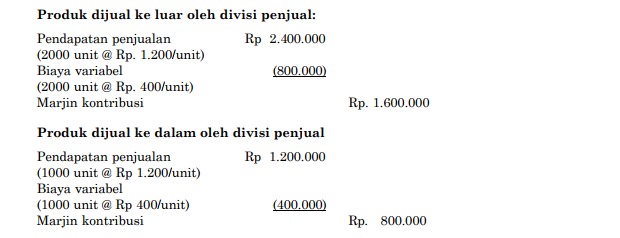 Produk dijual ke luar oleh divisi penjual:
Pendapatan penjualan Rp 2.400.000
(2000 unit @ Rp. 1.200/unit)
Biaya variabel (800.000)
(2000 unit @ Rp. 400/unit)
Marjin kontribusi Rp. 1.600.000
Produk dijual ke dalam oleh divisi penjual
Pendapatan penjualan Rp 1.200.000
(1000 unit @ Rp 1.200/unit)
Biaya variabel
(1000 unit @ Rp 400/unit) (400.000)
Marjin kontribusi Rp. 800.000